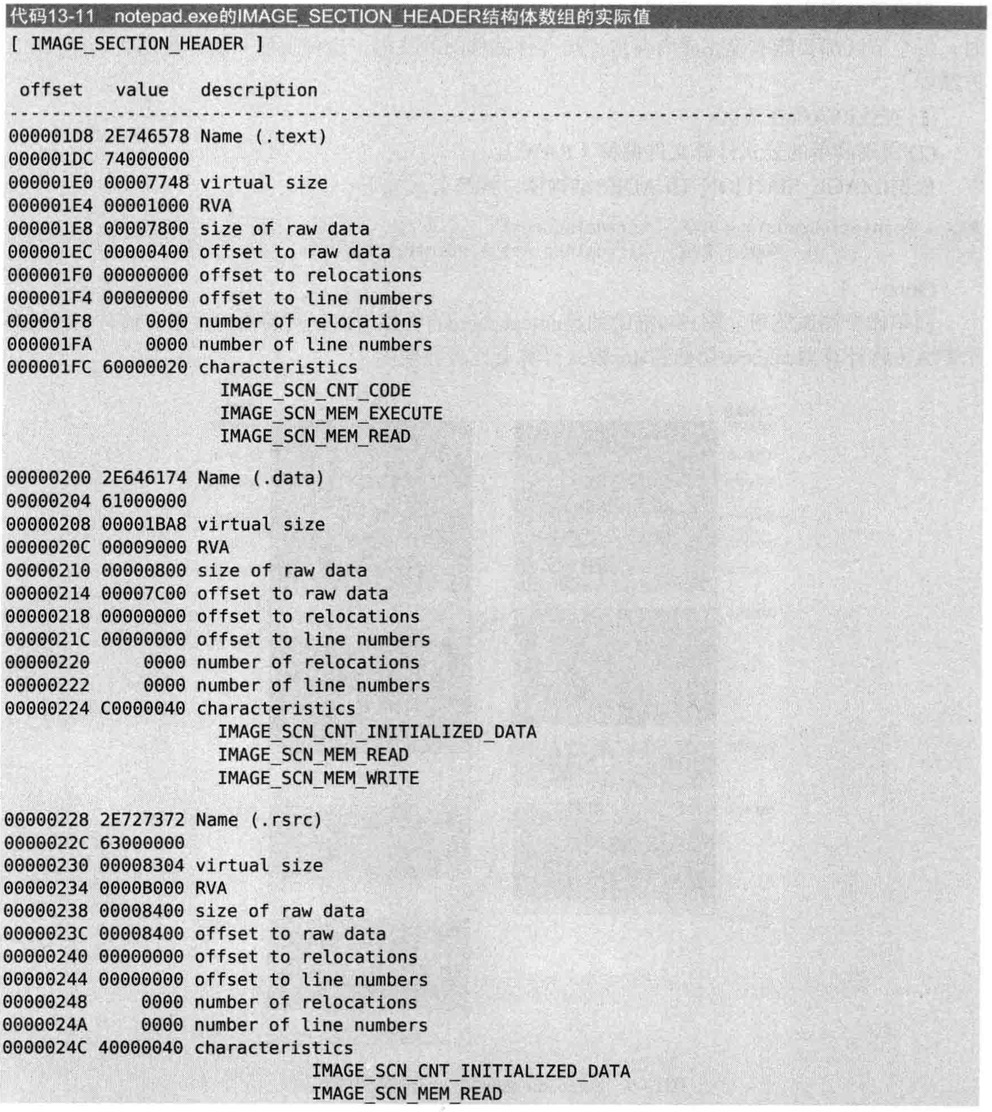 代码13-11 notepad.exe的IMAGE_SECTION_HEADER结构体数组的实际值
[ IMAGE_SECTION_HEADER ]
offset value description
--------------------------------------------------------------------------------
000001D8 2E746578 Name (.text)
000001DC 74000000
000001E0 00007748 virtual size
000001E4 00001000 RVA
000001E8 00007800 size of raw data
000001EC 00000400 offset to raw data
000001F0 00000000 offset to relocations
000001F4 00000000 offset to line numbers
000001F8 0000 number of relocations
000001FA 0000 number of line numbers
000001FC 60000020 characteristics
IMAGE_SCN_CNT_CODE
IMAGE_SCN_MEM_EXECUTE
IMAGE_SCN_MEM_READ
00000200 2E646174 Name (.data)
00000204 61000000
00000208 00001BA8 virtual size
0000020C 00009000 RVA
00000210 00000800 size of raw data
00000214 00007C00 offset to raw data
00000218 00000000 offset to relocations
0000021C 00000000 offset to line numbers
00000220 0000 number of relocations
00000222 0000 number of line numbers
00000224 C0000040 characteristics
IMAGE_SCN_CNT_INITIALIZED_DATA
IMAGE_SCN_MEM_READ
IMAGE_SCN_MEM_WRITE
00000228 2E727372 Name (.rsrc)
0000022C 63000000
00000230 00008304 virtual size
00000234 0000B000 RVA
00000238 00008400 size of raw data
0000023C 00008400 offset to raw data
00000240 00000000 offset to relocations
00000244 00000000 offset to line numbers
00000248 0000 number of relocations
0000024A 0000 number of line numbers
0000024C 40000040 characteristics
IMAGE_SCN_CNT_INITIALIZED_DATA
IMAGE_SCN_MEM_READ